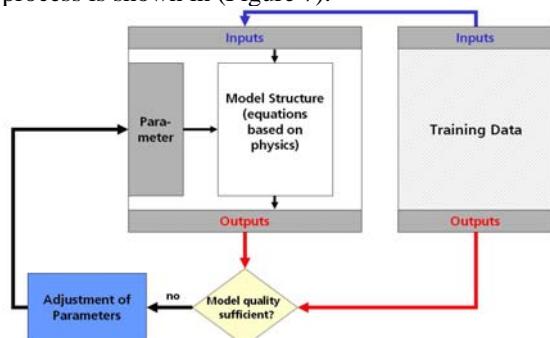 process is shown in (Figure 7).
Inputs
Inputs
Para-
meter
Model Structure
(equations
based on
physics)
Training Data
Outputs
Outputs
Adjustment of
Parameters
no
Model quality
sufficient?